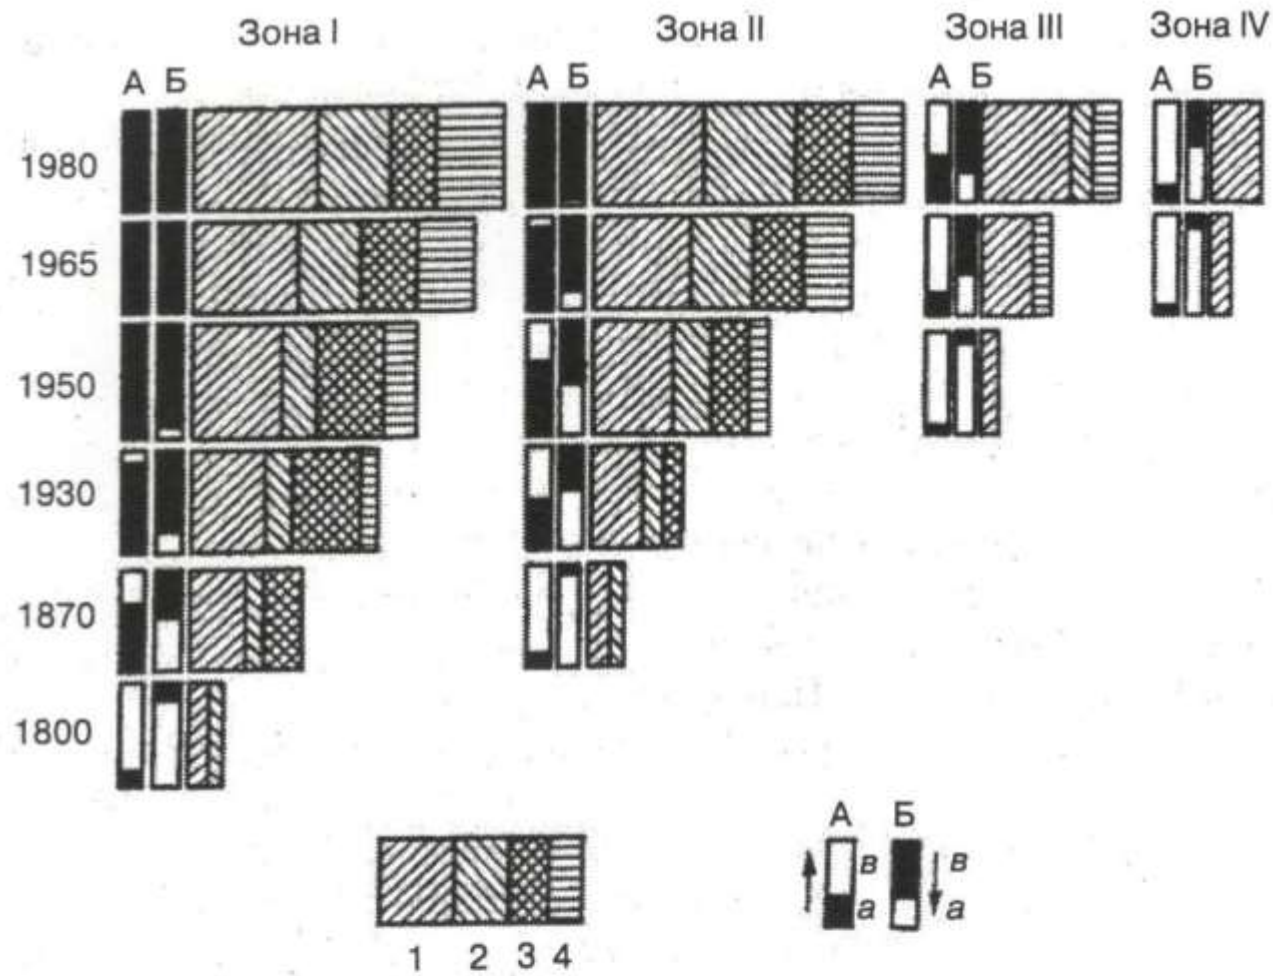 Зона I Зона II Зона III Зона IV
А Б А Б А Б А Б
1980
1965
1950
1930
1870
1800
А Б
в в
а а
1 2 3 4